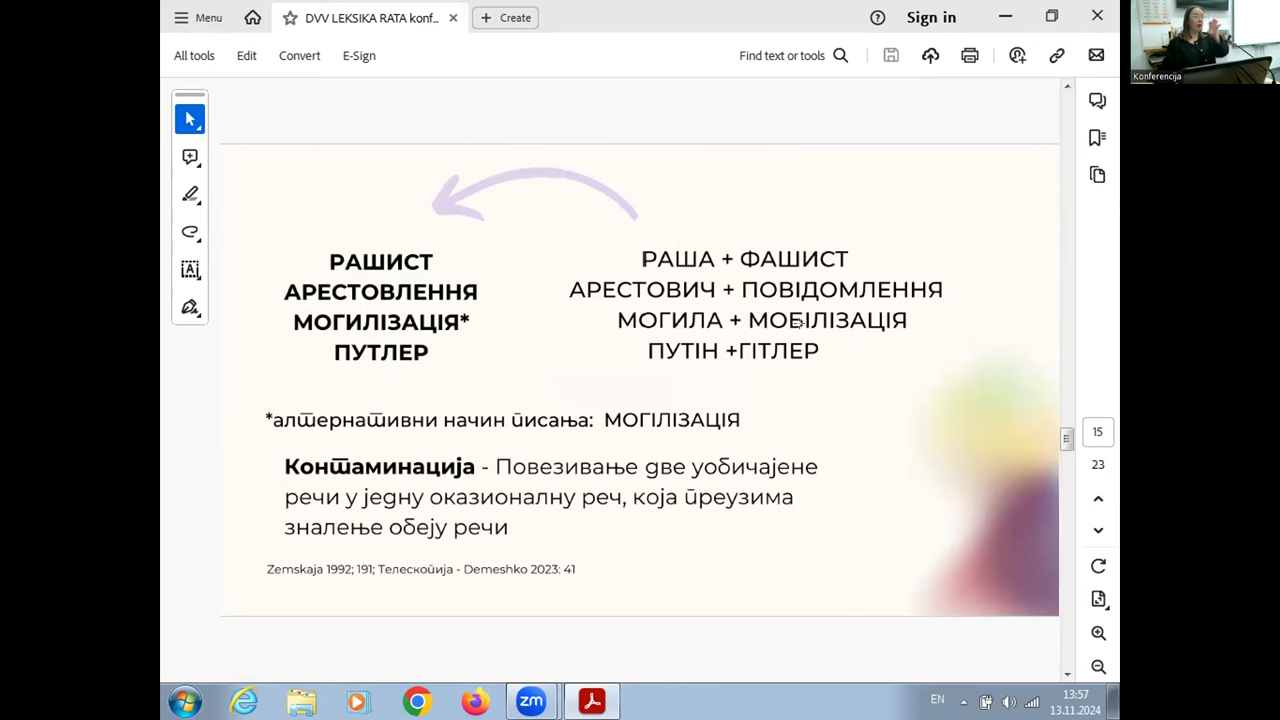 Menu
DVV LEKSIKA RATA konf...
Create
Sign in
All tools
Edit
Convert
E-Sign
Find text or tools
Konferencija
РАШИСТ
АРЕСТОВЛЕННЯ
МОГИЛІЗАЦІЯ*
ПУТЛЕР
РАША + ФАШИСТ
АРЕСТОВИЧ + ПОВІДОМЛЕННЯ
МОГИЛА + МОБІЛІЗАЦІЯ
ПУТІН +ГІТЛЕР
*алтернативни начин писања: МОГІЛІЗАЦІЯ
Контаминација - Повезивање две уобичајене
речи у једну оказионалну реч, која преузима
зналење обеју речи
Zemskaja 1992; 191; Телескопија - Demeshko 2023: 41
15
23
zm
EN
13:57
13.11.2024